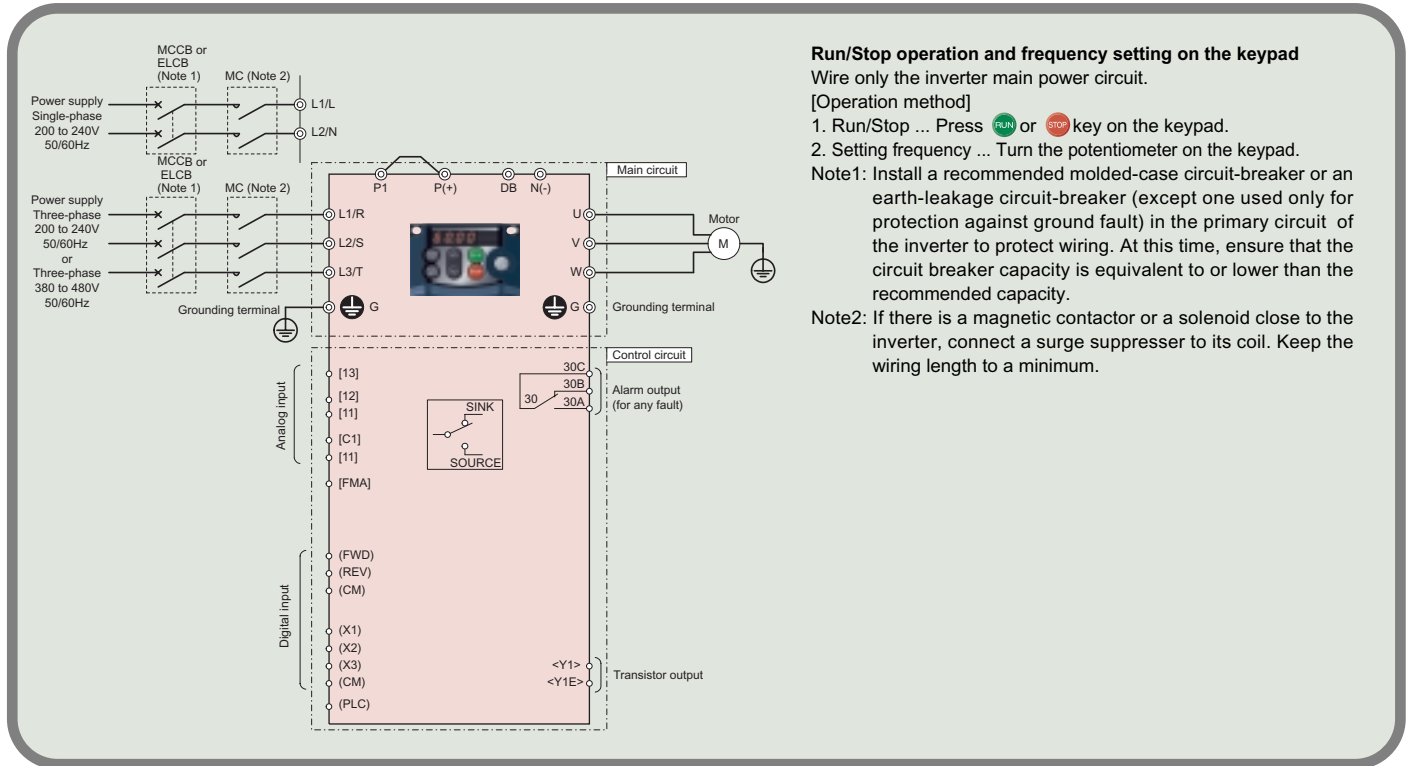 MCCB or
ELCB
(Note 1)
MC (Note 2)
Power supply
Single-phase
200 to 240V
50/60Hz
L1/L
L2/N
MCCB or
ELCB
(Note 1)
MC (Note 2)
Power supply
Three-phase
200 to 240V
50/60Hz
or
Three-phase
380 to 480V
50/60Hz
Main circuit
P1
P(+)
DB
N(-)
L1/R
L2/S
L3/T
U
V
W
Motor
M
Grounding terminal
G
G
Grounding terminal
Control circuit
Analog input
[13]
[12]
[11]
[C1]
[11]
[FMA]
SINK
SOURCE
30C
30B
30
30A
Alarm output
(for any fault)
Digital input
(FWD)
(REV)
(CM)
(X1)
(X2)
(X3)
(CM)
(PLC)
<Y1>
<Y1E>
Transistor output
Run/Stop operation and frequency setting on the keypad
Wire only the inverter main power circuit.
[Operation method]
1. Run/Stop ... Press RUN or STOP key on the keypad.
2. Setting frequency ... Turn the potentiometer on the keypad.
Note1: Install a recommended molded-case circuit-breaker or an
earth-leakage circuit-breaker (except one used only for
protection against ground fault) in the primary circuit of
the inverter to protect wiring. At this time, ensure that the
circuit breaker capacity is equivalent to or lower than the
recommended capacity.
Note2: If there is a magnetic contactor or a solenoid close to the
inverter, connect a surge suppresser to its coil. Keep the
wiring length to a minimum.